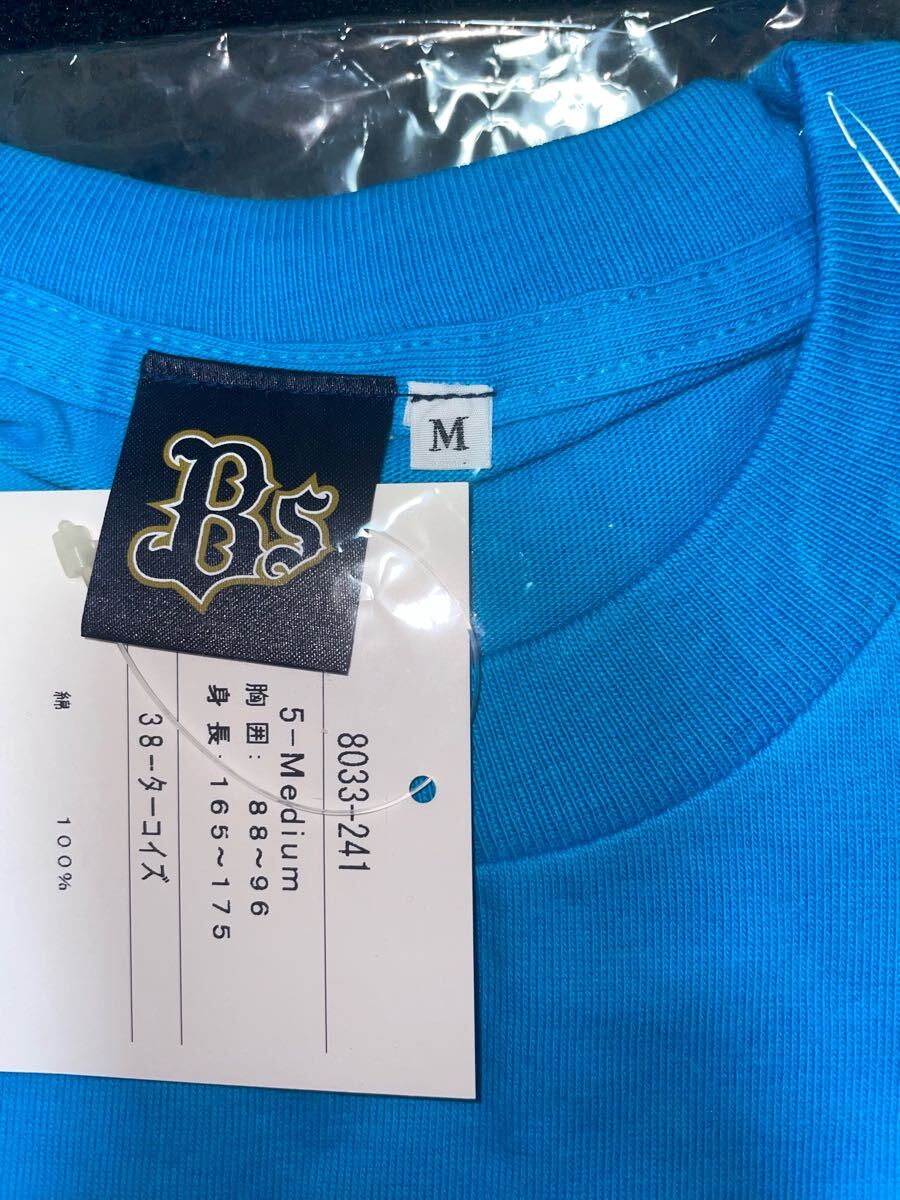 Bs
M
8033-241
5-Medium
胸囲: 88~96
身長: 165~175
38--ターコイズ
綿 100%